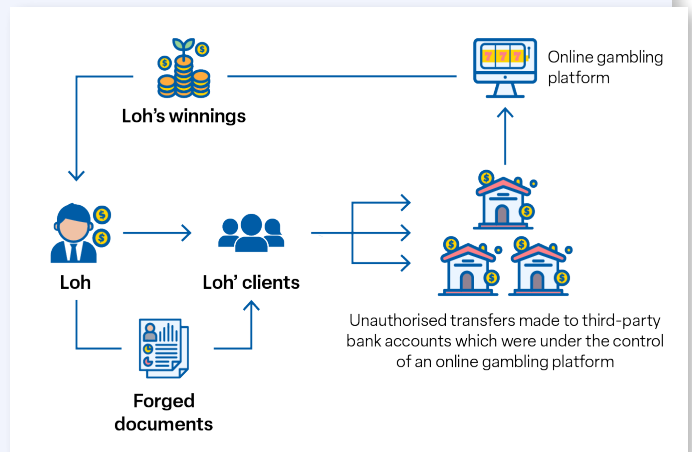 Online gambling
platform
Loh's winnings
Loh
Loh' clients
Unauthorised transfers made to third-party
bank accounts which were under the control
of an online gambling platform
Forged
documents